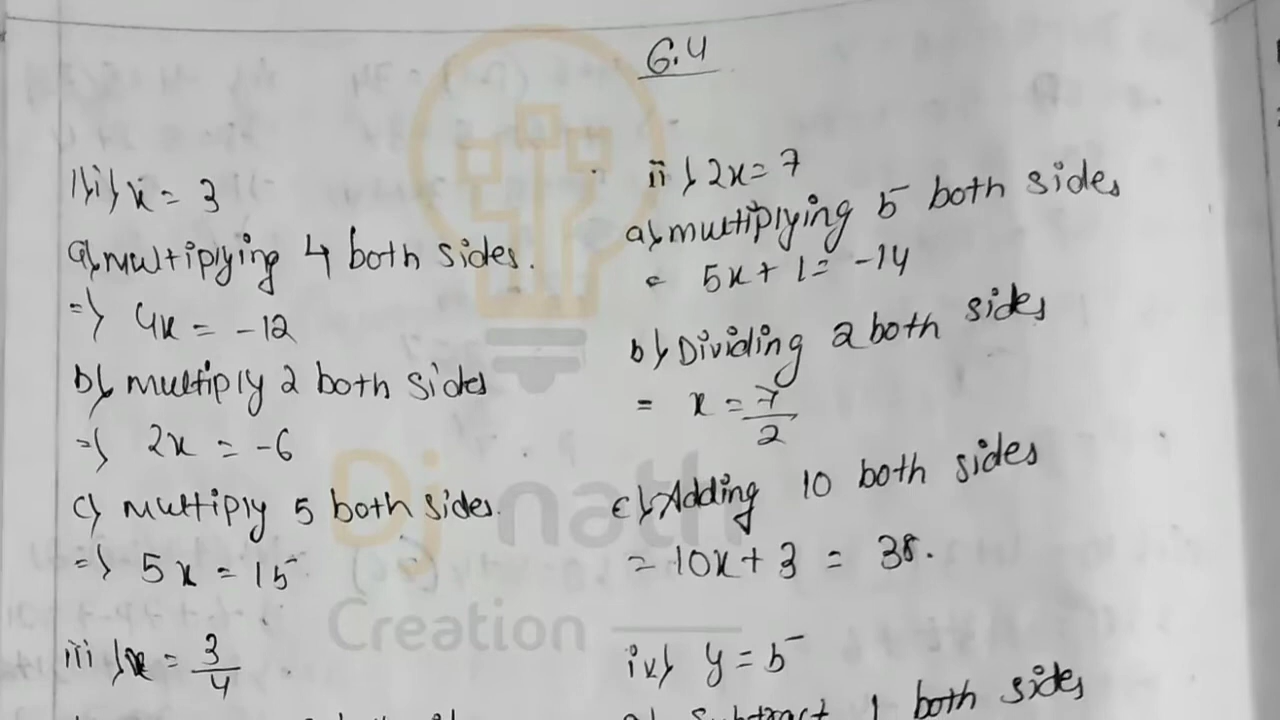 6.4
1) i) x = 3
a) multiplying 4 both sides.
=) 4x = -12
b) multiply 2 both sides
=) 2x = -6
c) multiply 5 both sides.
=) 5x = 15
iii) x = 3/4
ii) 2x = 7
a) multiplying 5 both sides
= 5x + 1 = -14
b) Dividing 2 both sides
= x = 7/2
c) Adding 10 both sides
= 10x + 3 = 38.
iv) y = 5
a) subtract 1 both sides
Dj nath
Creation